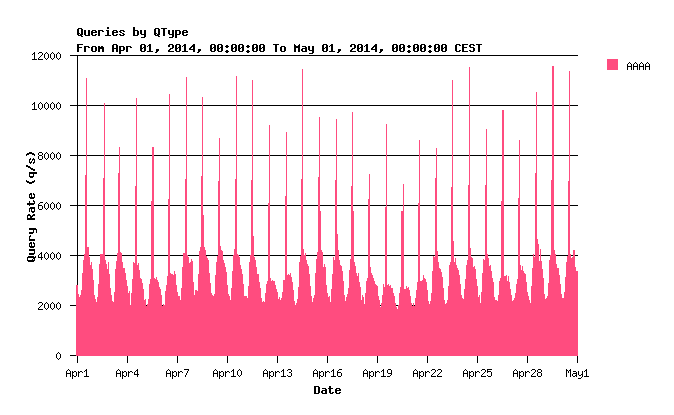 Queries by QType
From Apr 01, 2014, 00:00:00 To May 01, 2014, 00:00:00 CEST
AAAA
Query Rate (q/s)
12000
10000
8000
6000
4000
2000
0
Apr1 Apr4 Apr7 Apr10 Apr13 Apr16 Apr19 Apr22 Apr25 Apr28 May1
Date